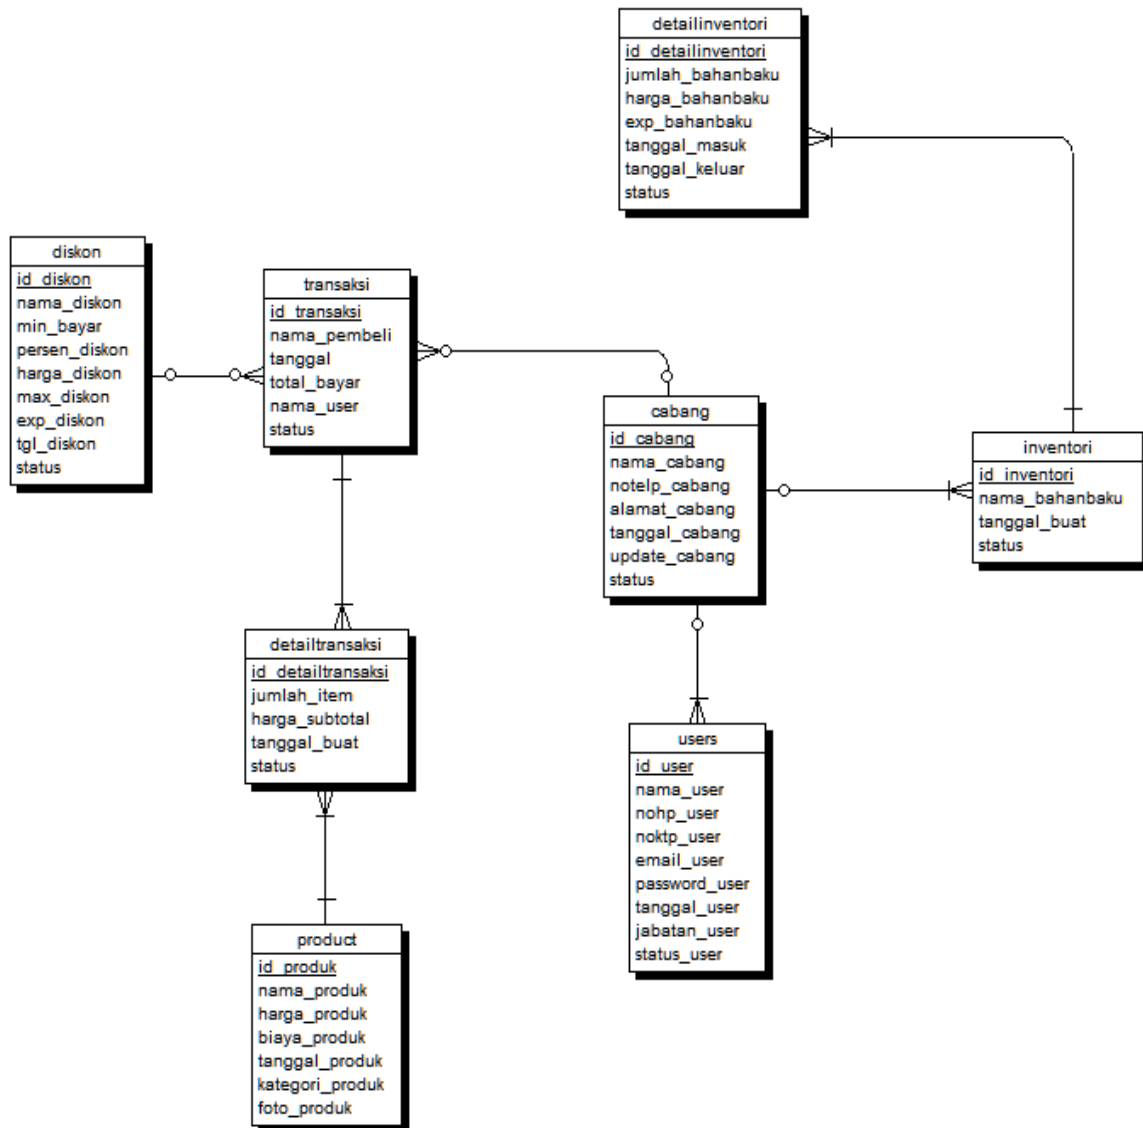 detailinventori
id_detailinventori
jumlah_bahanbaku
harga_bahanbaku
exp_bahanbaku
tanggal_masuk
tanggal_keluar
status
diskon
id_diskon
nama_diskon
min_bayar
persen_diskon
harga_diskon
max_diskon
exp_diskon
tgl_diskon
status
transaksi
id_transaksi
nama_pembeli
tanggal
total_bayar
nama_user
status
cabang
id_cabang
nama_cabang
notelp_cabang
alamat_cabang
tanggal_cabang
update_cabang
status
inventori
id_inventori
nama_bahanbaku
tanggal_buat
status
detailtransaksi
id_detailtransaksi
jumlah_item
harga_subtotal
tanggal_buat
status
users
id_user
nama_user
nohp_user
noktp_user
email_user
password_user
tanggal_user
jabatan_user
status_user
product
id_produk
nama_produk
harga_produk
biaya_produk
tanggal_produk
kategori_produk
foto_produk